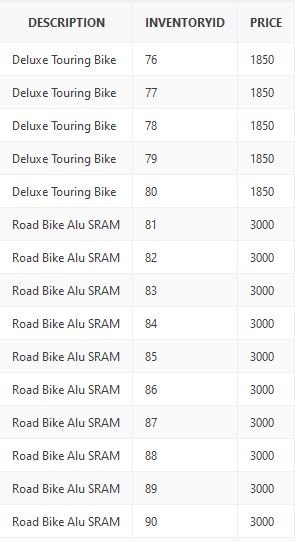 DESCRIPTION INVENTORYID PRICE
Deluxe Touring Bike 76 1850
Deluxe Touring Bike 77 1850
Deluxe Touring Bike 78 1850
Deluxe Touring Bike 79 1850
Deluxe Touring Bike 80 1850
Road Bike Alu SRAM 81 3000
Road Bike Alu SRAM 82 3000
Road Bike Alu SRAM 83 3000
Road Bike Alu SRAM 84 3000
Road Bike Alu SRAM 85 3000
Road Bike Alu SRAM 86 3000
Road Bike Alu SRAM 87 3000
Road Bike Alu SRAM 88 3000
Road Bike Alu SRAM 89 3000
Road Bike Alu SRAM 90 3000